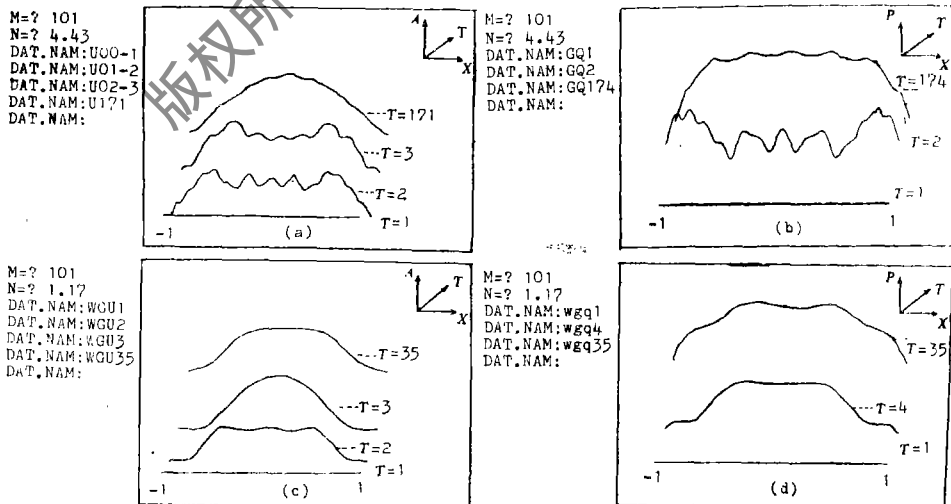 M=? 101
N=? 4.43
DAT.NAM:U00-1
DAT.NAM:U01-2
DAT.NAM:U02-3
DAT.NAM:U171
DAT.NAM:
版权所
A
T
X
T=171
T=3
T=2
T=1
-1
1
(a)
M=? 101
N=? 4.43
DAT.NAM:GQ1
DAT.NAM:GQ2
DAT.NAM:GQ174
DAT.NAM:
P
T
X
T=174
T=2
T=1
-1
1
(b)
M=? 101
N=? 1.17
DAT.NAM:WGU1
DAT.NAM:WGU2
DAT.NAM:WGU3
DAT.NAM:WGU35
DAT.NAM:
A
T
X
T=35
T=3
T=2
T=1
-1
1
(c)
M=? 101
N=? 1.17
DAT.NAM:wgq1
DAT.NAM:wgq4
DAT.NAM:wgq35
DAT.NAM:
P
T
X
T=35
T=4
T=1
-1
1
(d)